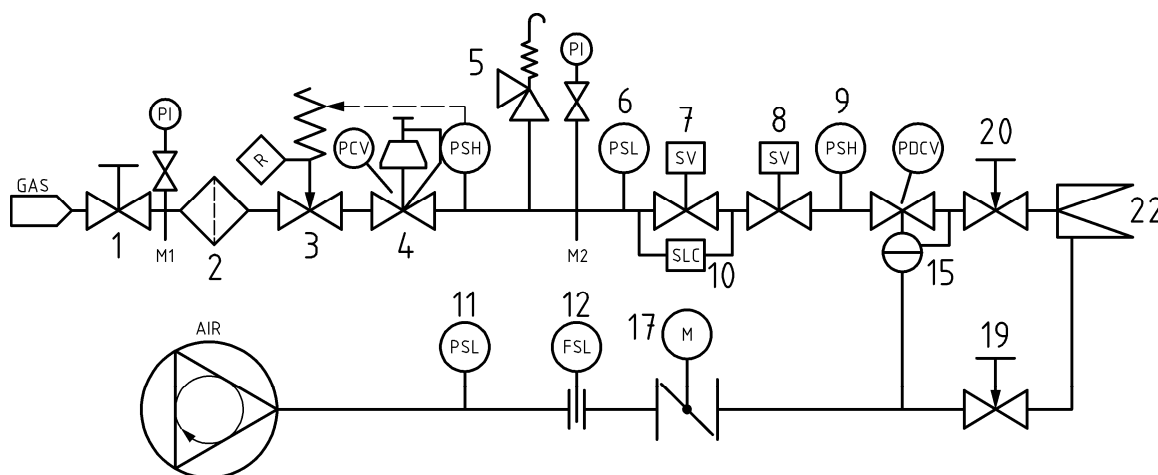 GAS
1
PI
M1
2
R
3
PCV
4
PSH
5
PI
M2
6
PSL
7
SV
SLC
10
8
SV
9
PSH
PDCV
15
20
22
AIR
11
PSL
12
FSL
17
M
19